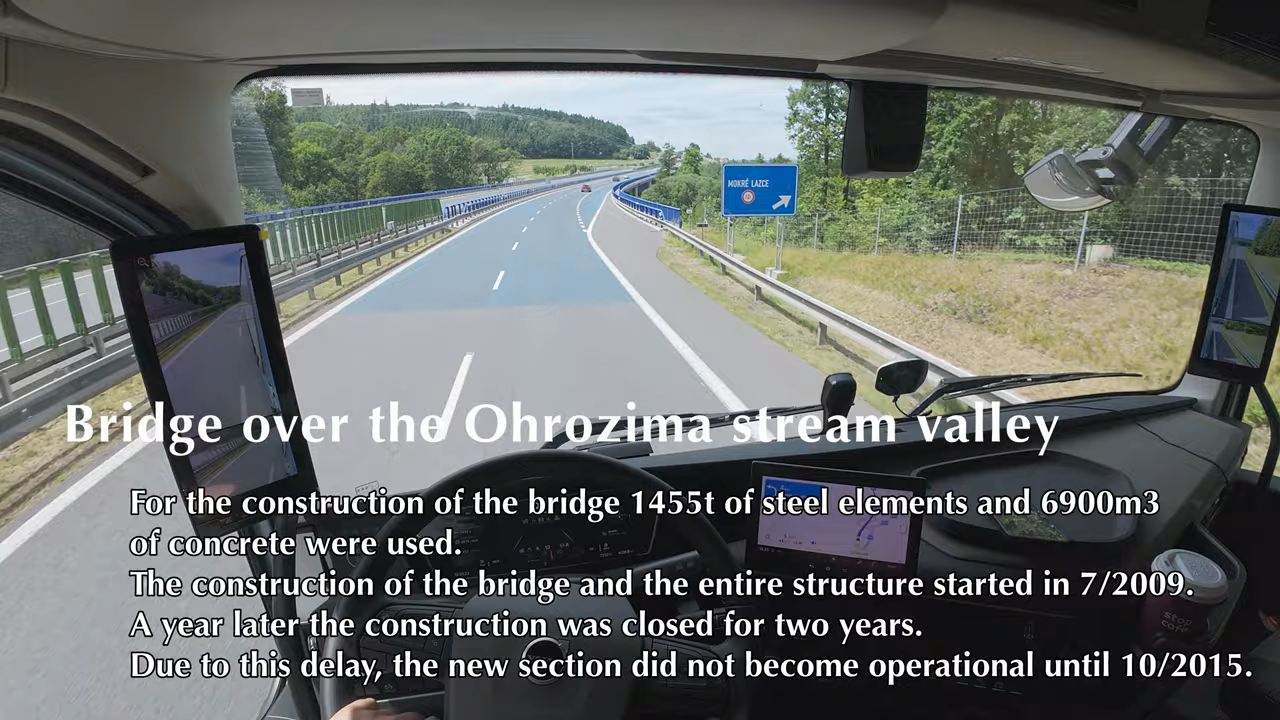 MOKRÉ LAZCE
Bridge over the Ohrozima stream valley
For the construction of the bridge 1455t of steel elements and 6900m3
of concrete were used.
The construction of the bridge and the entire structure started in 7/2009.
A year later the construction was closed for two years.
Due to this delay, the new section did not become operational until 10/2015.
stop
café